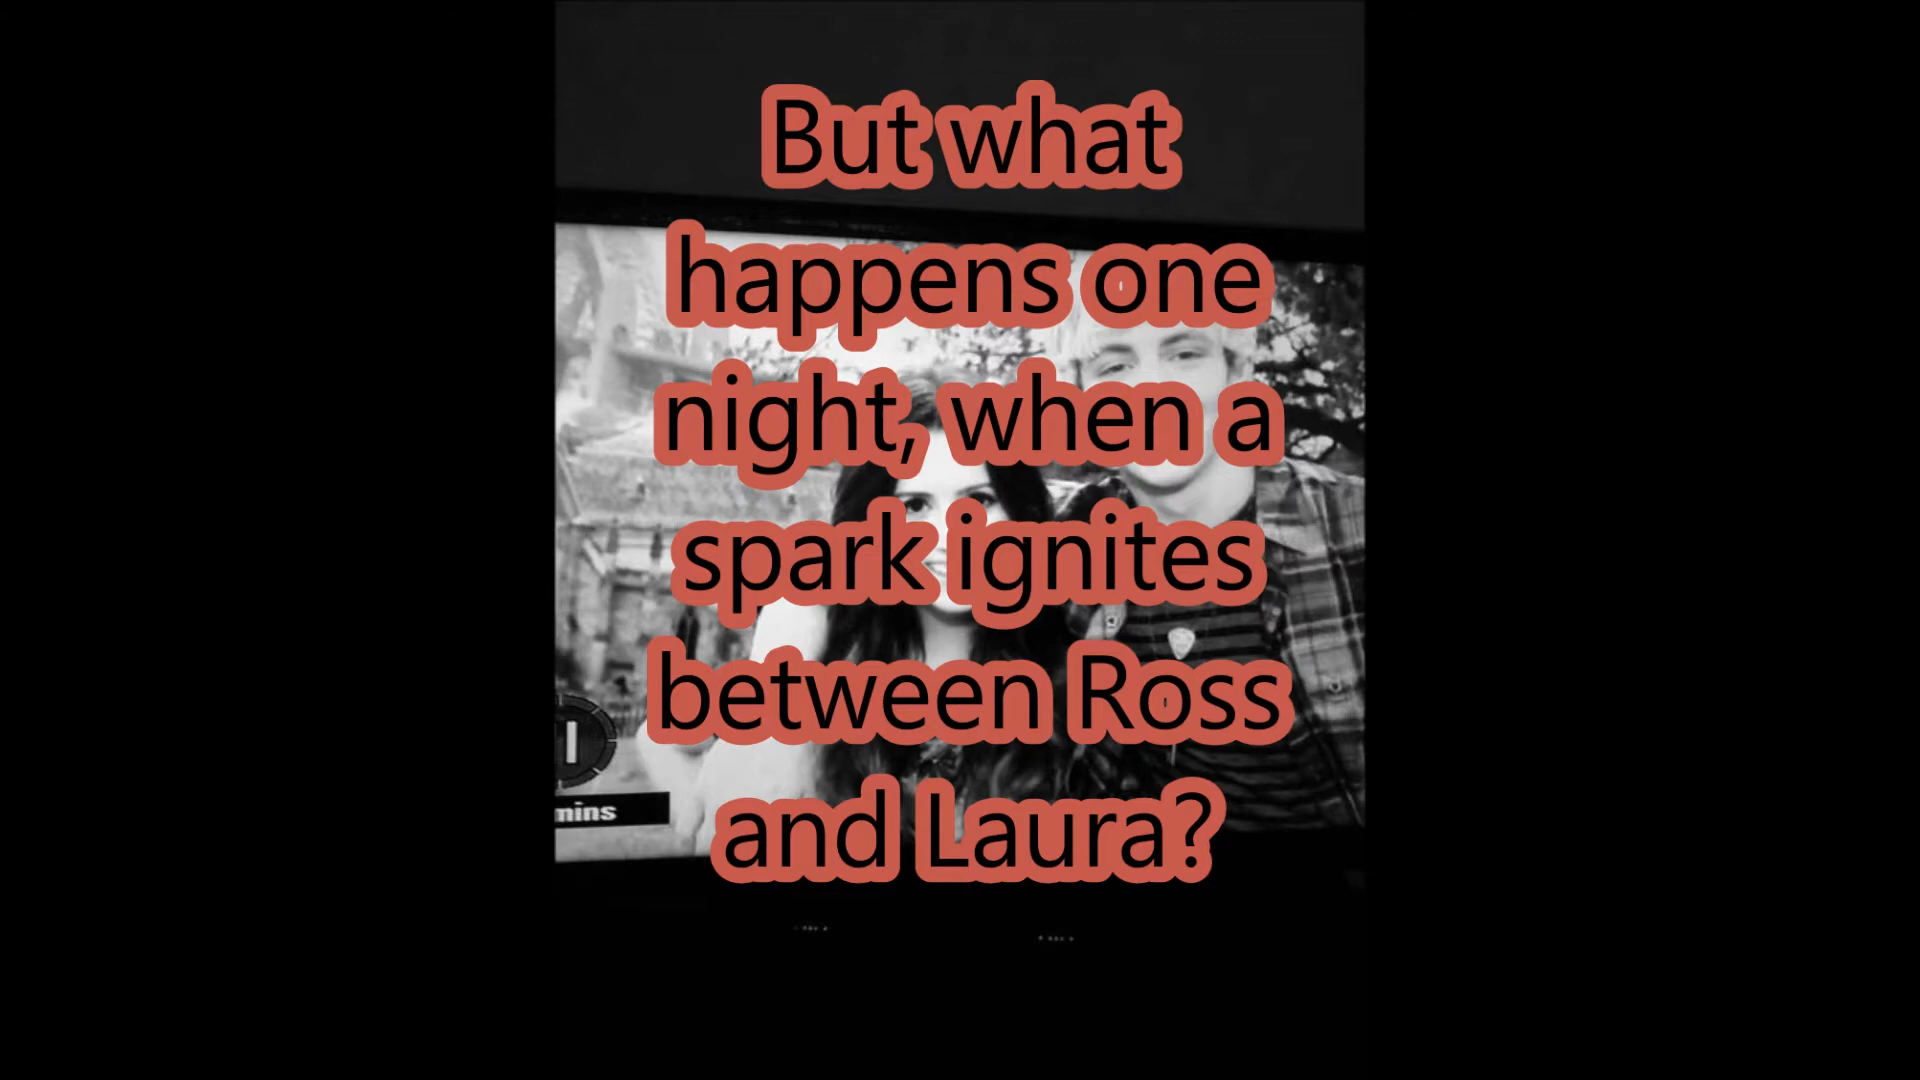 But what
happens one
night, when a
spark ignites
between Ross
and Laura?
mins